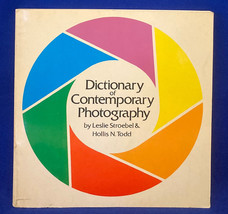 Dictionary
of
Contemporary
Photography
by Leslie Stroebel &
Hollis N. Todd